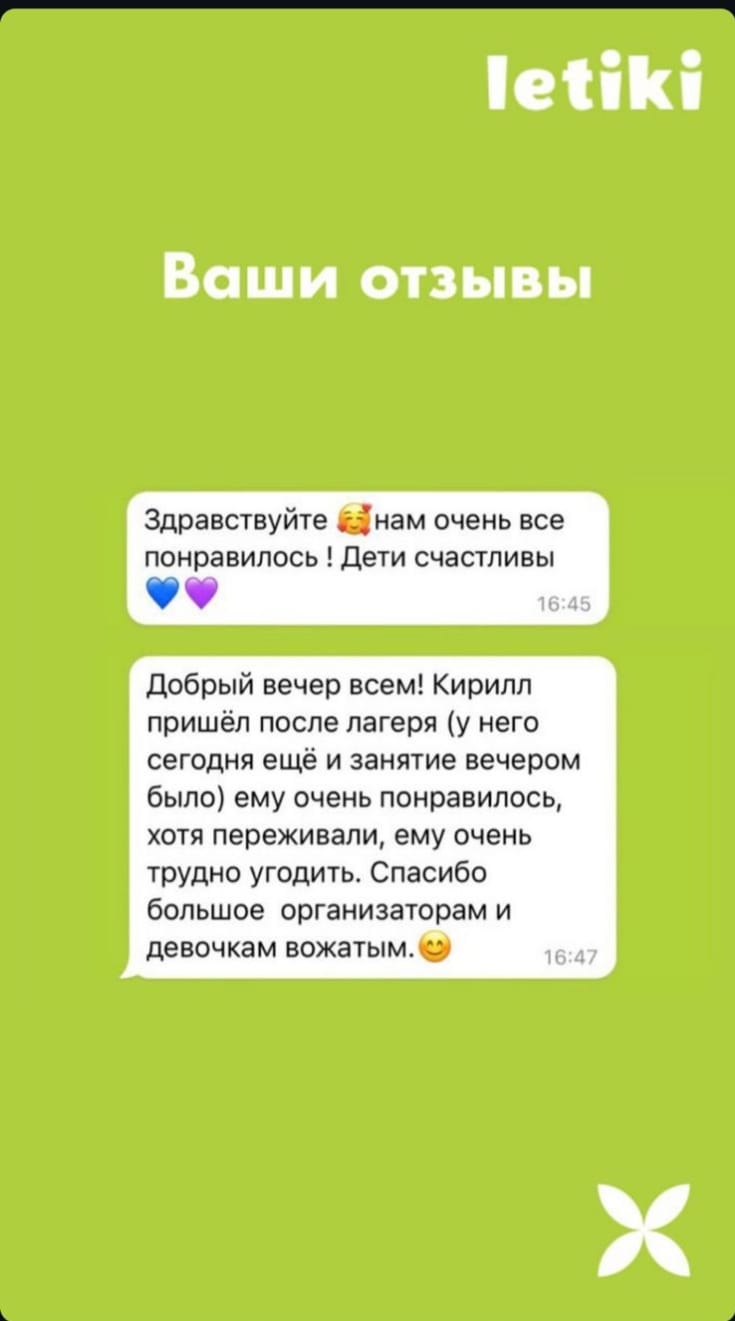 letiki
Ваши отзывы
Здравствуйте 🥰нам очень все
понравилось ! Дети счастливы
💙💜
16:45
Добрый вечер всем! Кирилл
пришёл после лагеря (у него
сегодня ещё и занятие вечером
было) ему очень понравилось,
хотя переживали, ему очень
трудно угодить. Спасибо
большое  организаторам и
девочкам вожатым.😊
16:47